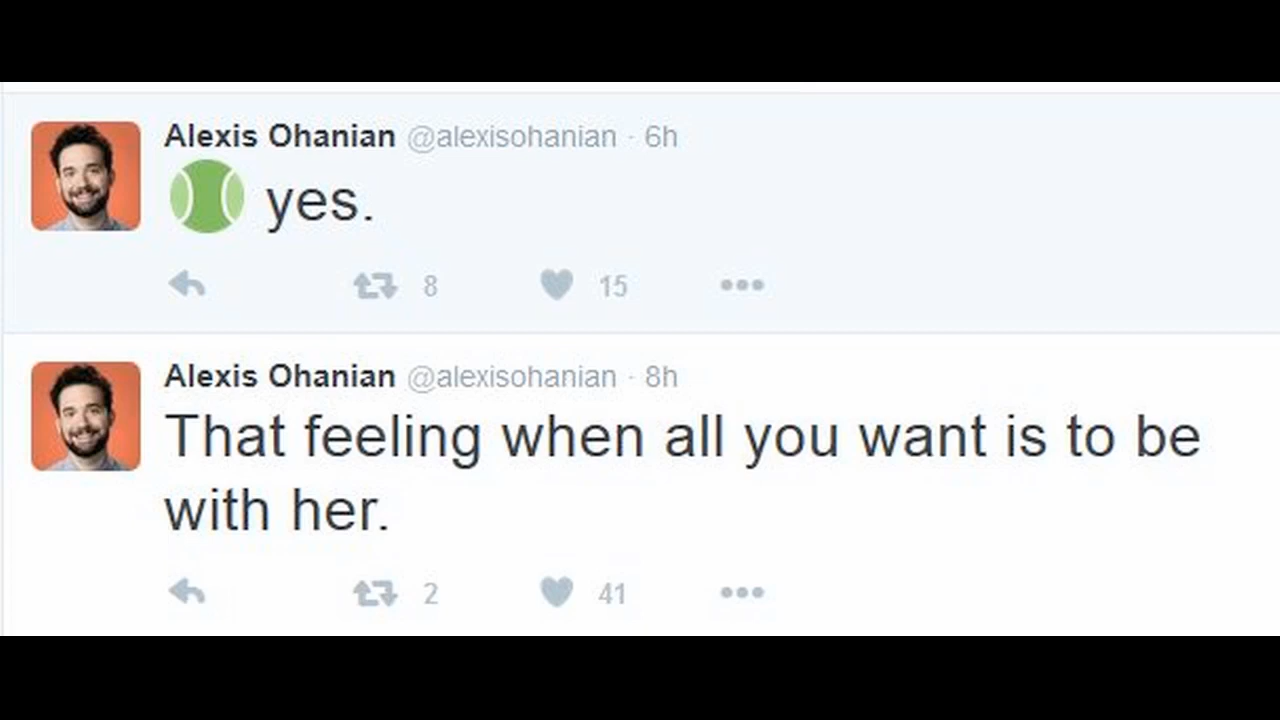 Alexis Ohanian @alexisohanian · 6h
🎾 yes.
8 15 •••
Alexis Ohanian @alexisohanian · 8h
That feeling when all you want is to be
with her.
2 41 •••